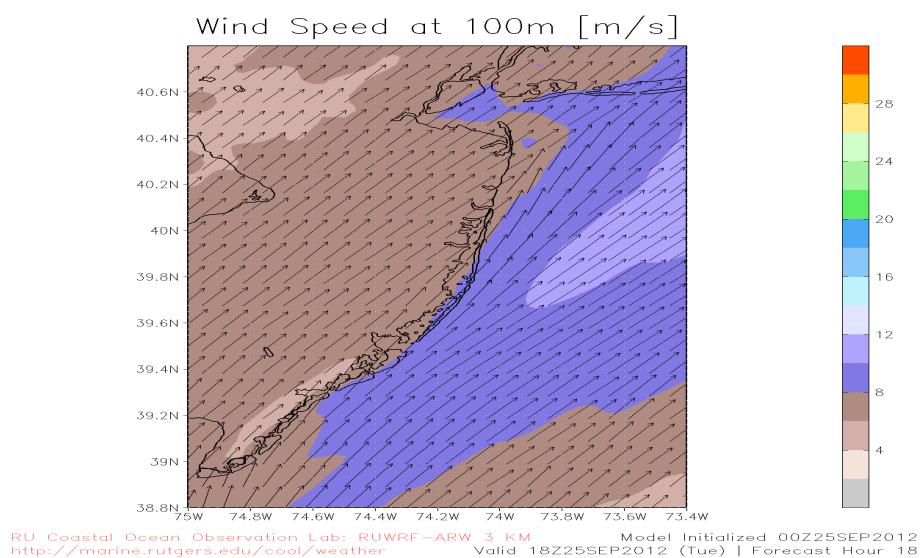 Wind Speed at 100m [m/s]
40.6N
40.4N
40.2N
40N
39.8N
39.6N
39.4N
39.2N
39N
38.8N
75W 74.8W 74.6W 74.4W 74.2W 74W 73.8W 73.6W 73.4W
28
24
20
16
12
8
4
RU Coastal Ocean Observation Lab: RUWRF-ARW 3 KM
http://marine.rutgers.edu/cool/weather
Model Initialized 00Z25SEP2012
Valid 18Z25SEP2012 (Tue) | Forecast Hour